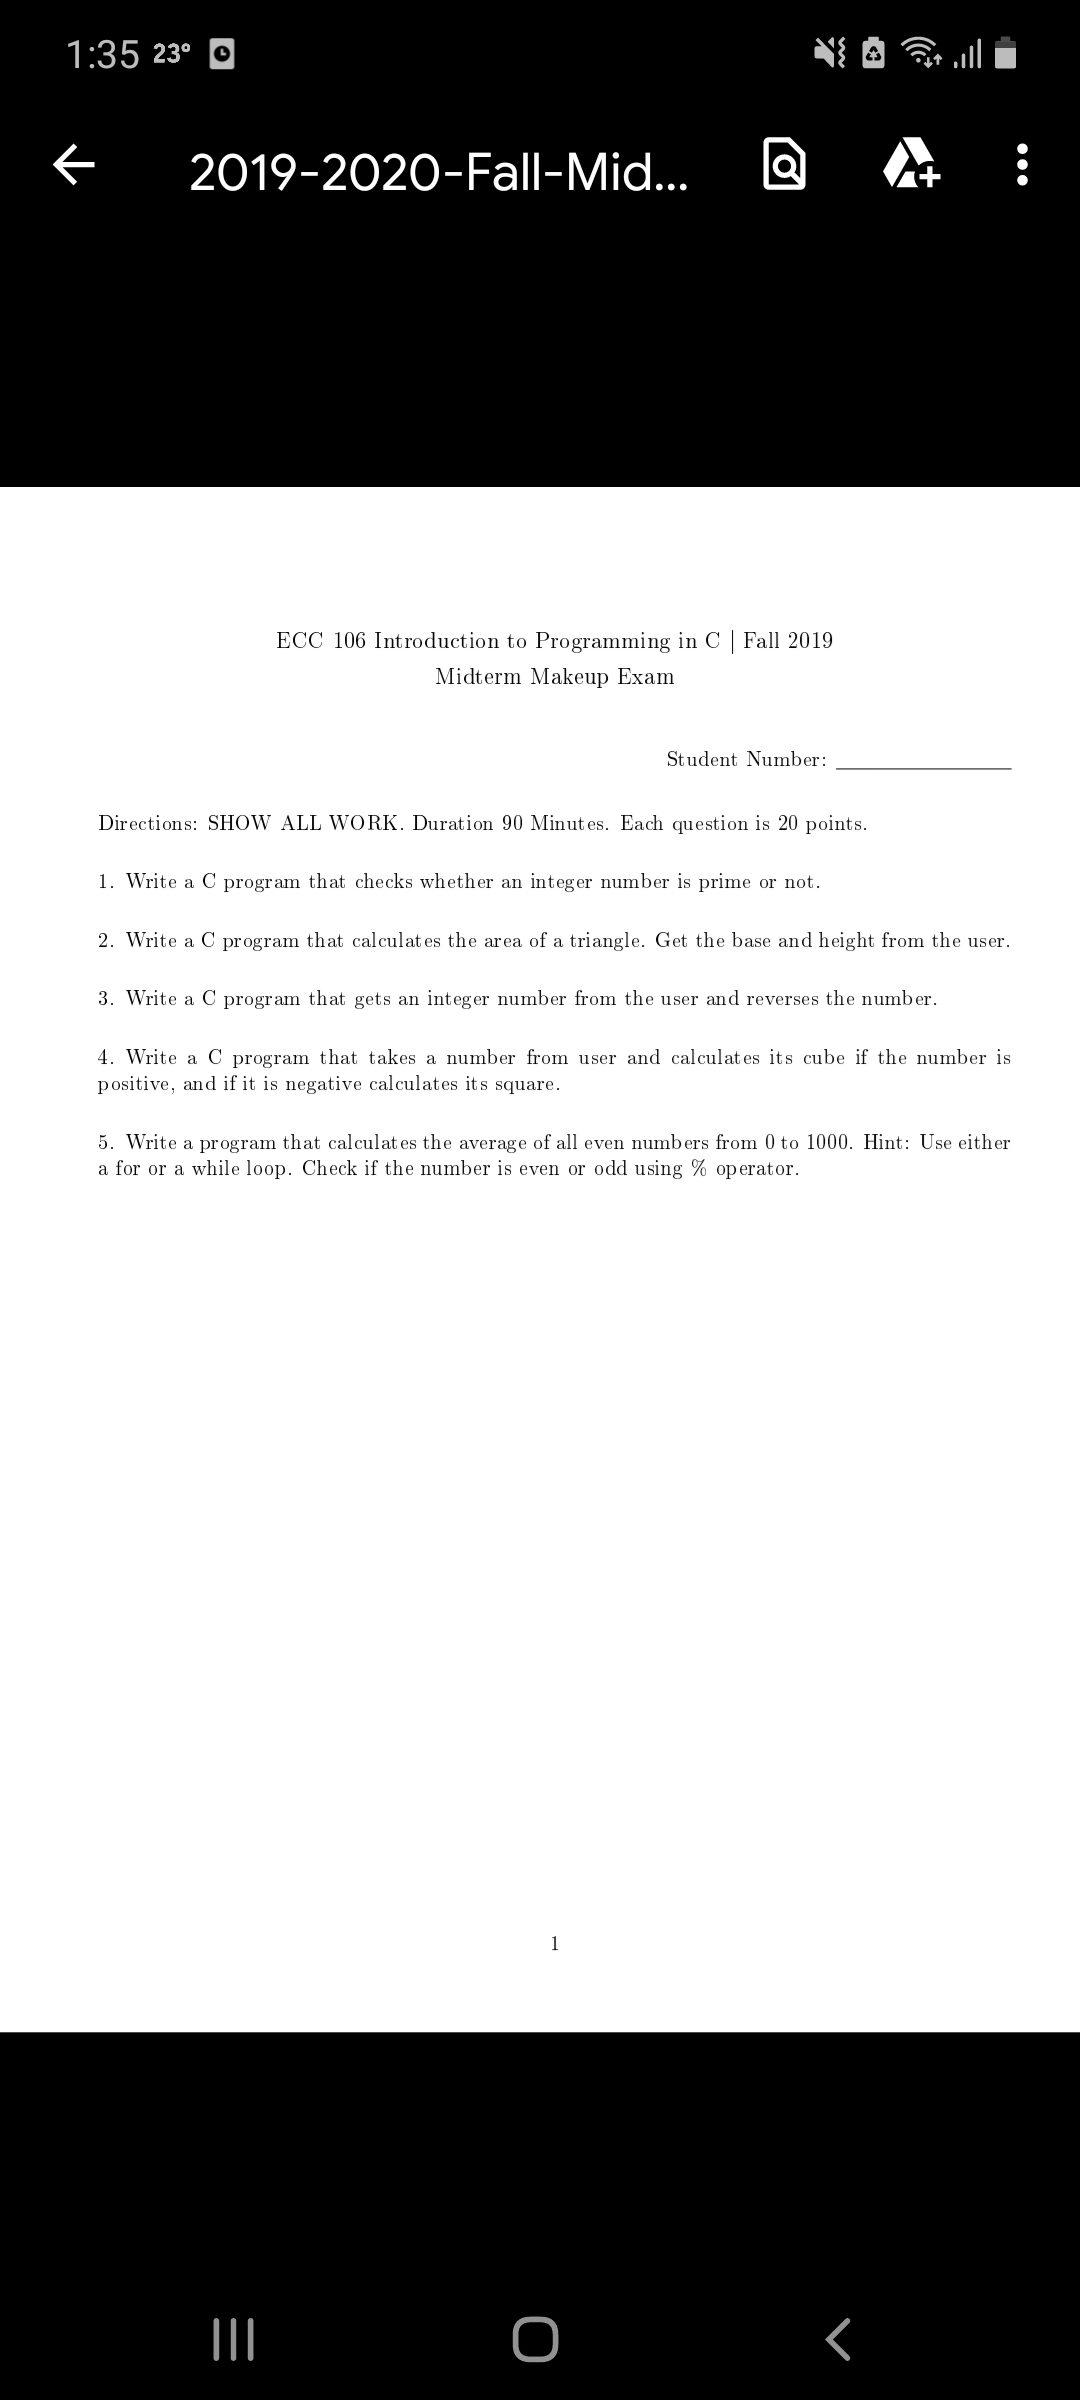 1:35 23°
2019-2020-Fall-Mid...
ECC 106 Introduction to Programming in C | Fall 2019
Midterm Makeup Exam
Student Number: ________________
Directions: SHOW ALL WORK. Duration 90 Minutes. Each question is 20 points.
1. Write a C program that checks whether an integer number is prime or not.
2. Write a C program that calculates the area of a triangle. Get the base and height from the user.
3. Write a C program that gets an integer number from the user and reverses the number.
4. Write a C program that takes a number from user and calculates its cube if the number is
positive, and if it is negative calculates its square.
5. Write a program that calculates the average of all even numbers from 0 to 1000. Hint: Use either
a for or a while loop. Check if the number is even or odd using % operator.
1